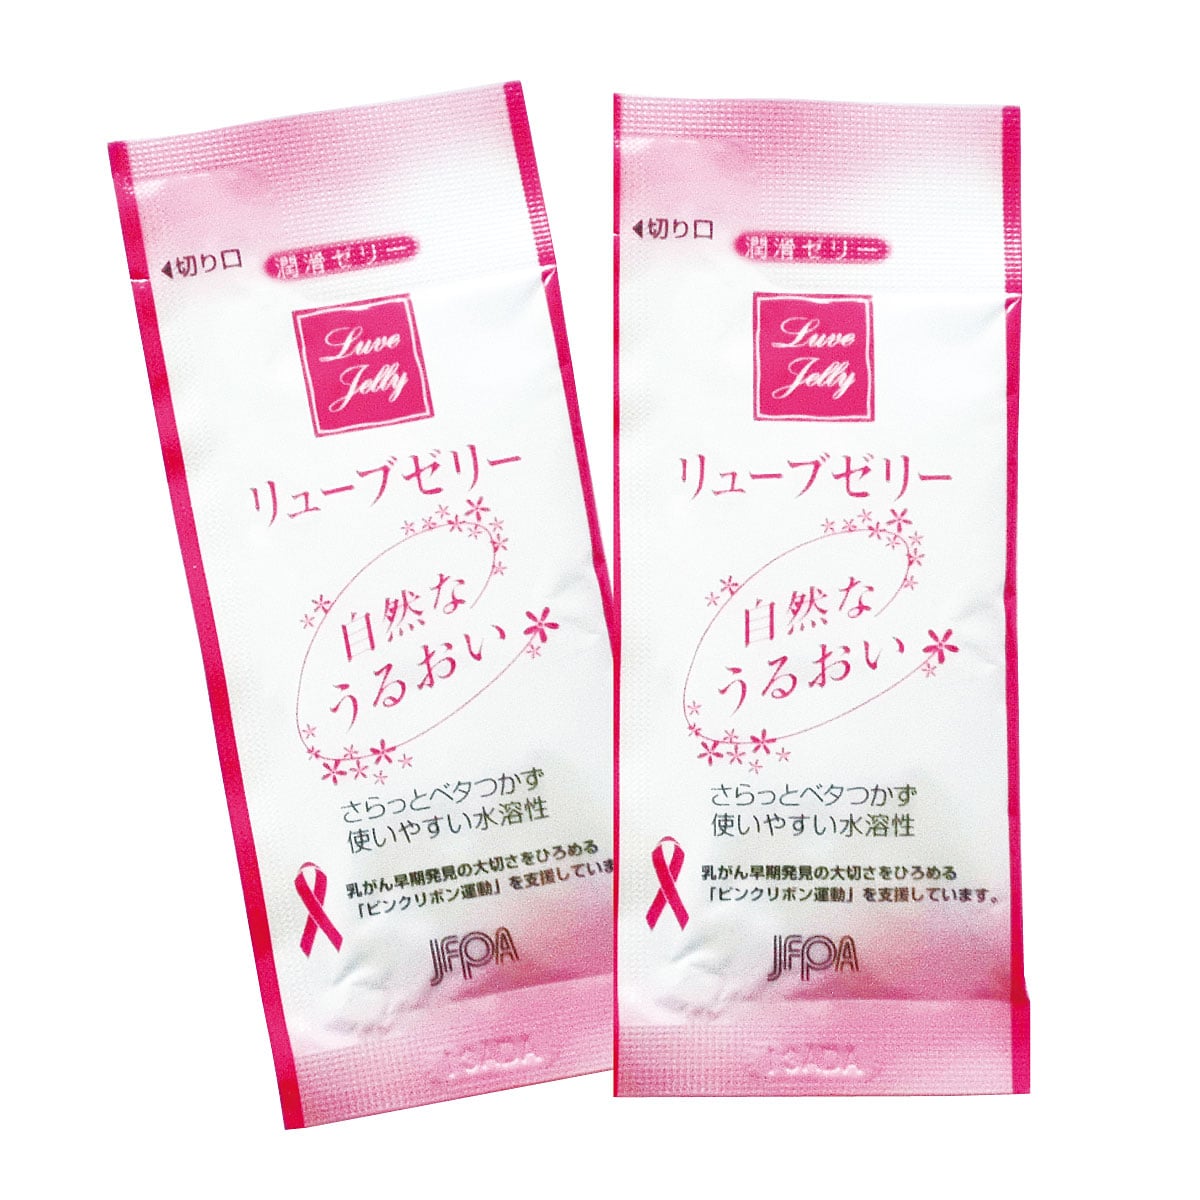 ◀切り口
潤滑ゼリー
Luve
Jelly
リューブゼリー
自然な
うるおい
さらっとベタつかず
使いやすい水溶性
乳がん早期発見の大切さをひろめる
「ピンクリボン運動」を支援していま
JFPA
◀切り口
潤滑ゼリー
Luve
Jelly
リューブゼリー
自然な
うるおい
さらっとベタつかず
使いやすい水溶性
乳がん早期発見の大切さをひろめる
「ピンクリボン運動」を支援しています。
JFPA